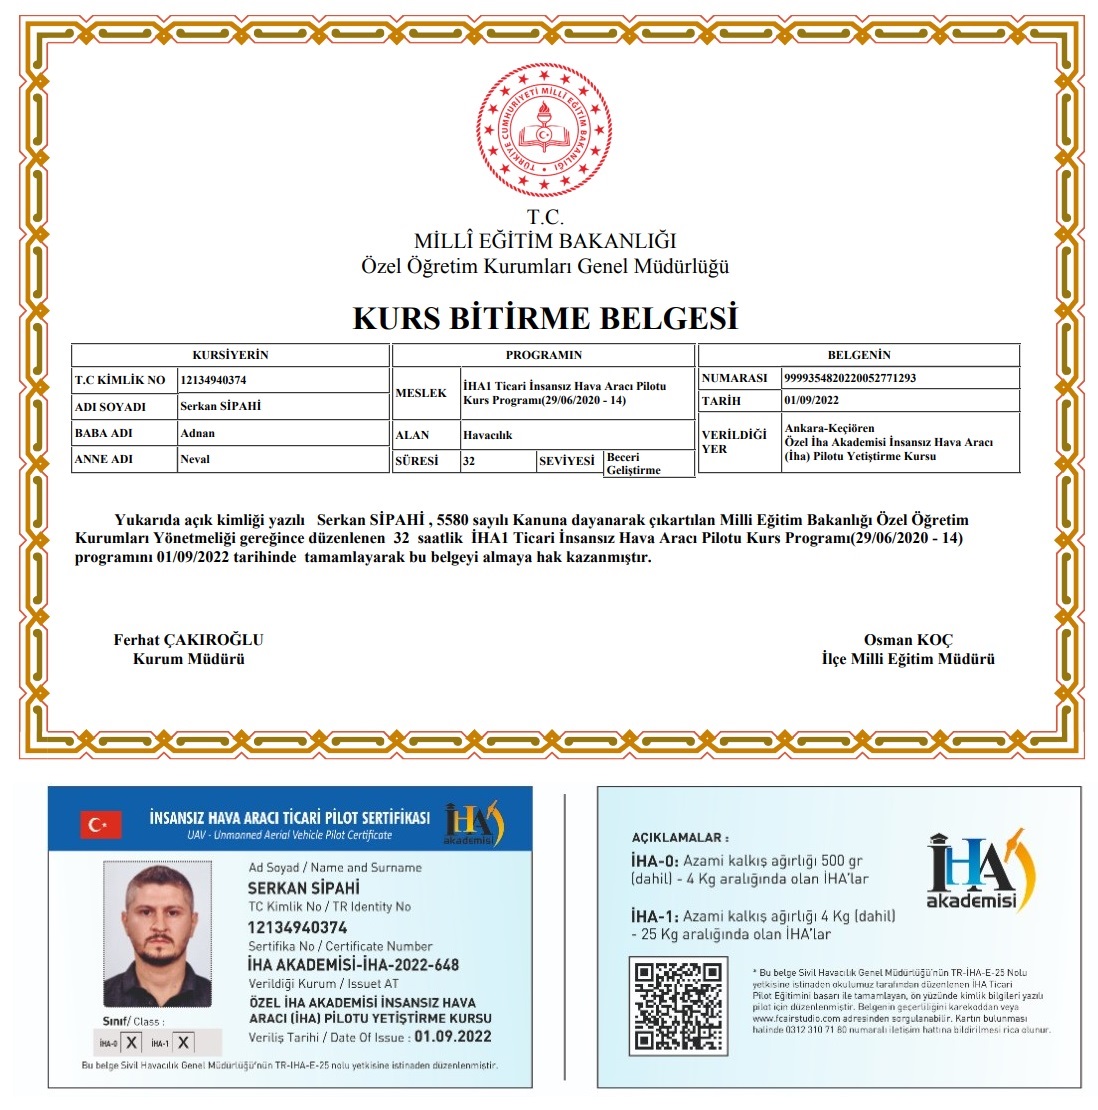 TÜRKİYE CUMHURİYETİ MİLLİ EĞİTİM BAKANLIĞI
T.C.
MİLLÎ EĞİTİM BAKANLIĞI
Özel Öğretim Kurumları Genel Müdürlüğü
KURS BİTİRME BELGESİ
KURSİYERİN
T.C KİMLİK NO 12134940374
ADI SOYADI Serkan SİPAHİ
BABA ADI Adnan
ANNE ADI Neval
PROGRAMIN
MESLEK İHA1 Ticari İnsansız Hava Aracı Pilotu
Kurs Programı(29/06/2020 - 14)
ALAN Havacılık
SÜRESİ 32 SEVİYESİ Beceri
Geliştirme
BELGENİN
NUMARASI 9999354820220052771293
TARİH 01/09/2022
VERİLDİĞİ YER Ankara-Keçiören
Özel İha Akademisi İnsansız Hava Aracı
(İha) Pilotu Yetiştirme Kursu
Yukarıda açık kimliği yazılı Serkan SİPAHİ , 5580 sayılı Kanuna dayanarak çıkartılan Milli Eğitim Bakanlığı Özel Öğretim
Kurumları Yönetmeliği gereğince düzenlenen 32 saatlik İHA1 Ticari İnsansız Hava Aracı Pilotu Kurs Programı(29/06/2020 - 14)
programını 01/09/2022 tarihinde tamamlayarak bu belgeyi almaya hak kazanmıştır.
Ferhat ÇAKIROĞLU
Kurum Müdürü
Osman KOÇ
İlçe Milli Eğitim Müdürü
İNSANSIZ HAVA ARACI TİCARİ PİLOT SERTİFİKASI
UAV - Unmanned Aerial Vehicle Pilot Certificate
İHA
akademisi
Ad Soyad / Name and Surname
SERKAN SİPAHİ
TC Kimlik No / TR Identity No
12134940374
Sertifika No / Certificate Number
İHA AKADEMİSİ-İHA-2022-648
Verildiği Kurum / Issuet AT
ÖZEL İHA AKADEMİSİ İNSANSIZ HAVA
ARACI (İHA) PİLOTU YETİŞTİRME KURSU
Veriliş Tarihi / Date Of Issue : 01.09.2022
Sınıf/ Class :
İHA-0 X İHA-1 X
Bu belge Sivil Havacılık Genel Müdürlüğü'nün TR-İHA-E-25 nolu yetkisine istinaden düzenlenmiştir.
AÇIKLAMALAR :
İHA-0: Azami kalkış ağırlığı 500 gr
(dahil) - 4 Kg aralığında olan İHA'lar
İHA-1: Azami kalkış ağırlığı 4 Kg (dahil)
- 25 Kg aralığında olan İHA'lar
İHA
akademisi
* Bu belge Sivil Havacılık Genel Müdürlüğü'nün TR-İHA-E-25 Nolu
yetkisine istinaden okulumuz tarafından düzenlenen İHA Ticari
Pilot Eğitimini basarı ile tamamlayan, ön yüzünde kimlik bilgileri yazılı
pilot için düzenlenmiştir. Belgenin geçerliliğini karekoddan veya
www.fcairstudio.com adresinden sorgulanabilir. Kartın bulunması
halinde 0312 310 71 80 numaralı iletişim hattına bildirilmesi rica olunur.